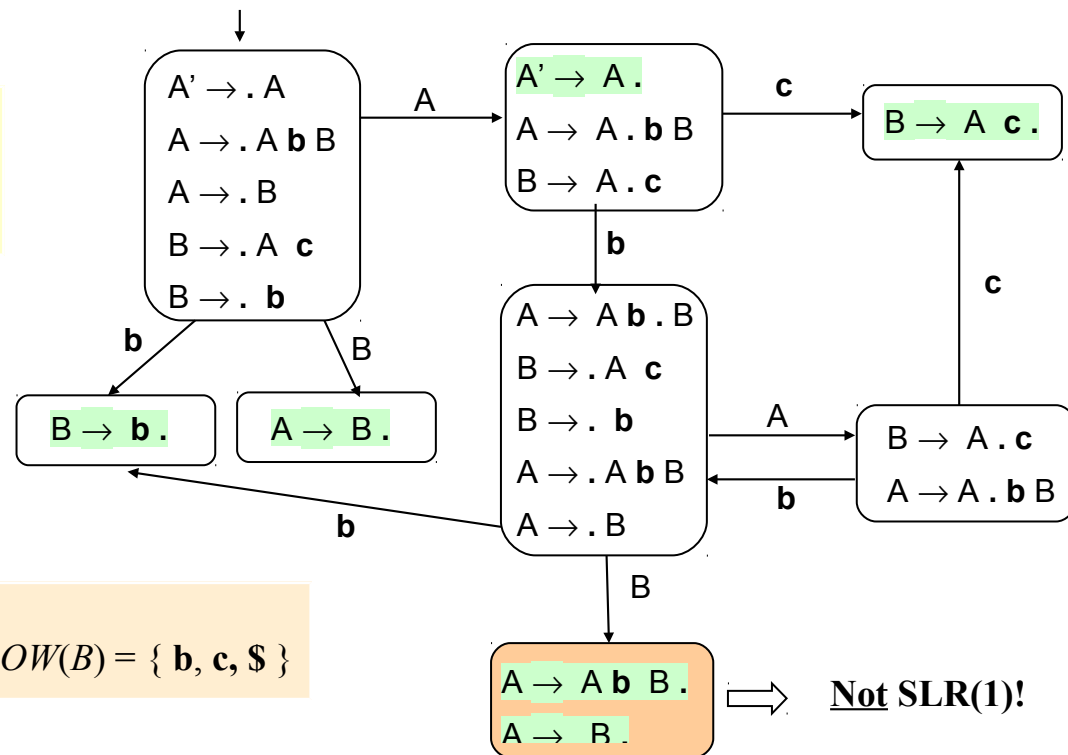 A' → . A
A → . A b B
A → . B
B → . A c
B → . b
A
A' → A .
A → A . b B
B → A . c
c
B → A c .
b
B
b
c
B → b .
A → B .
A → A b . B
B → . A c
B → . b
A → . A b B
A → . B
A
b
B → A . c
A → A . b B
b
B
OW(B) = { b, c, $ }
A → A b B .
A → B .
Not SLR(1)!